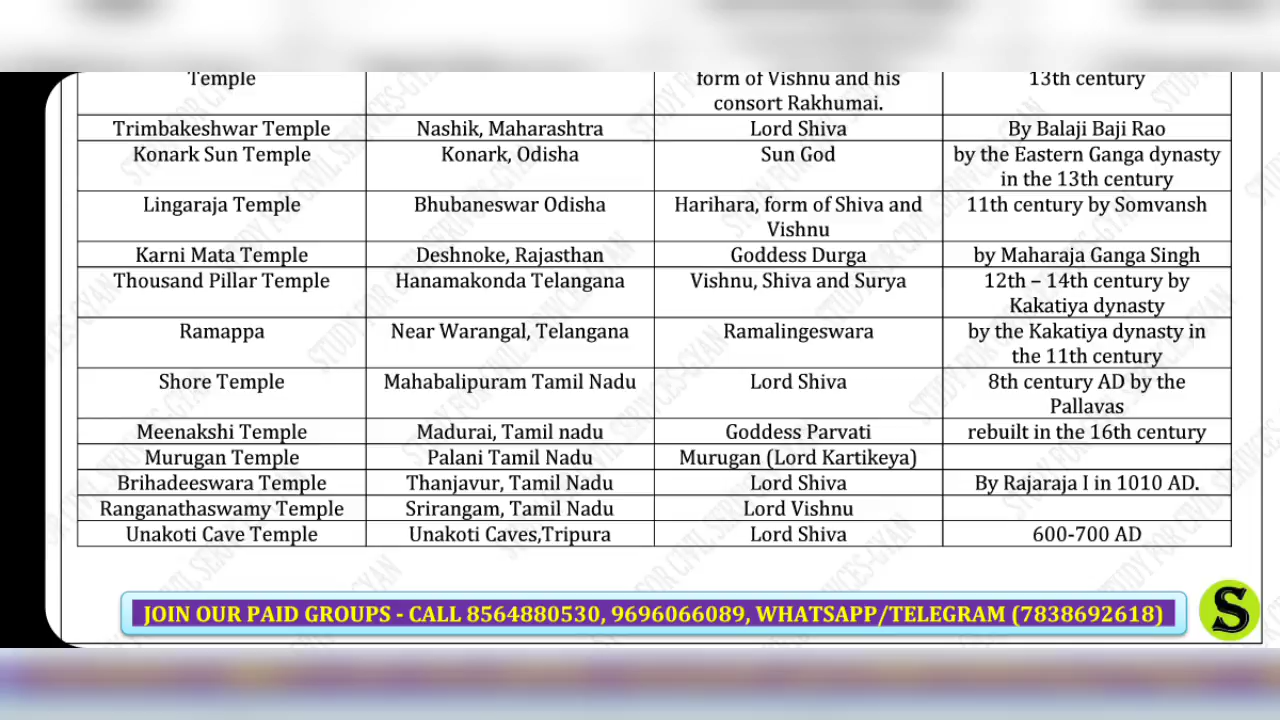 Temple
form of Vishnu and his
consort Rakhumai.
13th century
Trimbakeshwar Temple
Nashik, Maharashtra
Lord Shiva
By Balaji Baji Rao
Konark Sun Temple
Konark, Odisha
Sun God
by the Eastern Ganga dynasty
in the 13th century
Lingaraja Temple
Bhubaneswar Odisha
Harihara, form of Shiva and
Vishnu
11th century by Somvansh
Karni Mata Temple
Deshnoke, Rajasthan
Goddess Durga
by Maharaja Ganga Singh
Thousand Pillar Temple
Hanamakonda Telangana
Vishnu, Shiva and Surya
12th – 14th century by
Kakatiya dynasty
Ramappa
Near Warangal, Telangana
Ramalingeswara
by the Kakatiya dynasty in
the 11th century
Shore Temple
Mahabalipuram Tamil Nadu
Lord Shiva
8th century AD by the
Pallavas
Meenakshi Temple
Madurai, Tamil nadu
Goddess Parvati
rebuilt in the 16th century
Murugan Temple
Palani Tamil Nadu
Murugan (Lord Kartikeya)
Brihadeeswara Temple
Thanjavur, Tamil Nadu
Lord Shiva
By Rajaraja I in 1010 AD.
Ranganathaswamy Temple
Srirangam, Tamil Nadu
Lord Vishnu
Unakoti Cave Temple
Unakoti Caves,Tripura
Lord Shiva
600-700 AD
JOIN OUR PAID GROUPS - CALL 8564880530, 9696066089, WHATSAPP/TELEGRAM (7838692618)
S